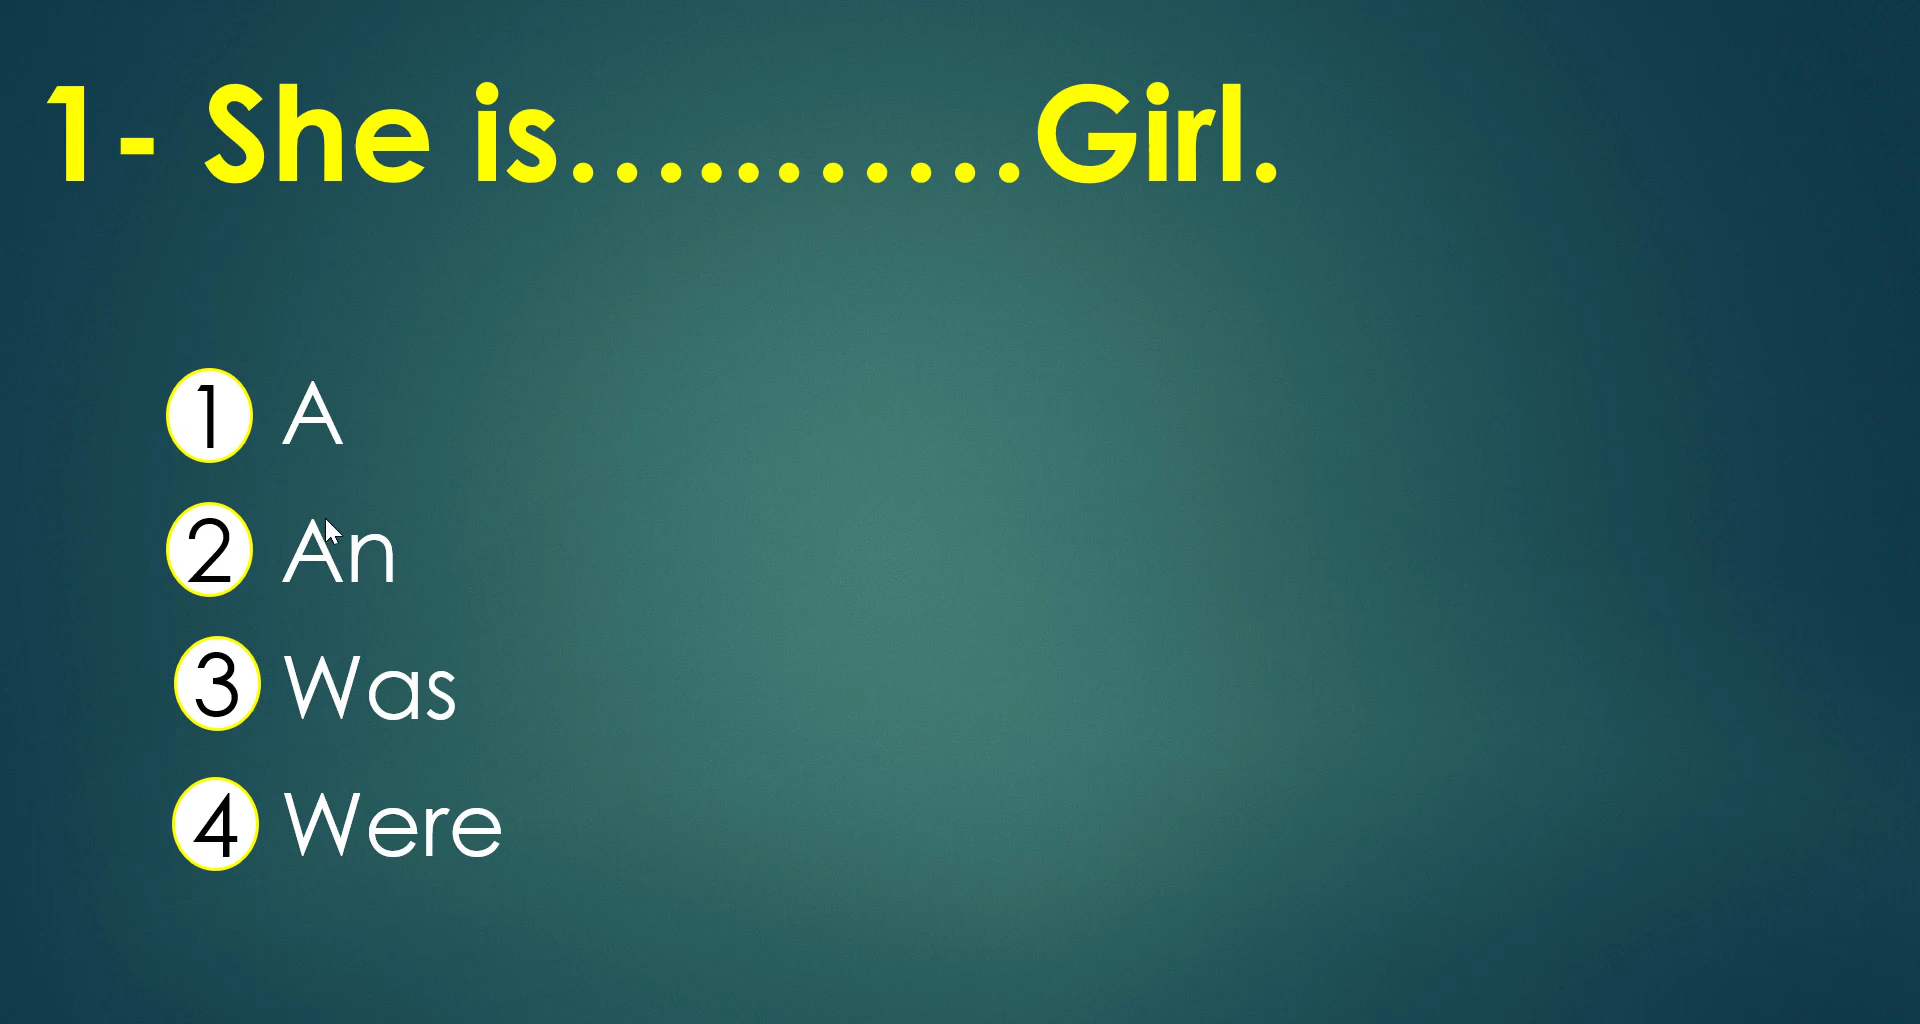 1- She is...........Girl.
1 A
2 An
3 Was
4 Were